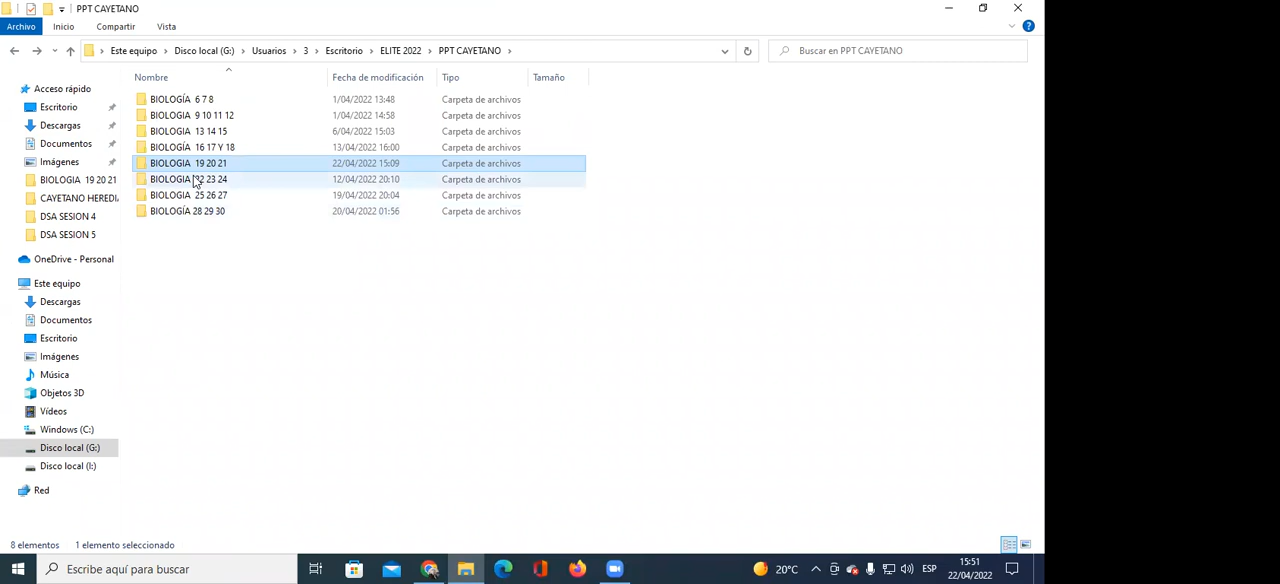 PPT CAYETANO
Archivo Inicio Compartir Vista
Este equipo Disco local (G:) Usuarios 3 Escritorio ELITE 2022 PPT CAYETANO
Buscar en PPT CAYETANO
Nombre Fecha de modificación Tipo Tamaño
BIOLOGÍA 6 7 8 1/04/2022 13:48 Carpeta de archivos
BIOLOGIA 9 10 11 12 1/04/2022 14:58 Carpeta de archivos
BIOLOGIA 13 14 15 6/04/2022 15:03 Carpeta de archivos
BIOLOGIA 16 17 Y 18 13/04/2022 16:00 Carpeta de archivos
BIOLOGIA 19 20 21 22/04/2022 15:09 Carpeta de archivos
BIOLOGIA 22 23 24 12/04/2022 20:10 Carpeta de archivos
BIOLOGIA 25 26 27 19/04/2022 20:04 Carpeta de archivos
BIOLOGÍA 28 29 30 20/04/2022 01:56 Carpeta de archivos
Acceso rápido
Escritorio
Descargas
Documentos
Imágenes
BIOLOGIA 19 20 21
CAYETANO HEREDI
DSA SESION 4
DSA SESION 5
OneDrive - Personal
Este equipo
Descargas
Documentos
Escritorio
Imágenes
Música
Objetos 3D
Vídeos
Windows (C:)
Disco local (G:)
Disco local (I:)
Red
8 elementos 1 elemento seleccionado
Escribe aquí para buscar
20°C
ESP
15:51
22/04/2022